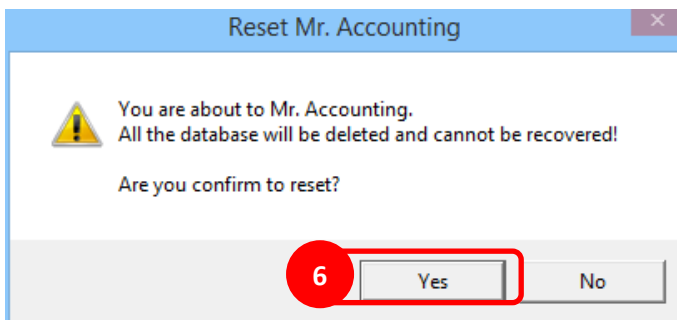 Reset Mr. Accounting
You are about to Mr. Accounting.
All the database will be deleted and cannot be recovered!
Are you confirm to reset?
6
Yes
No